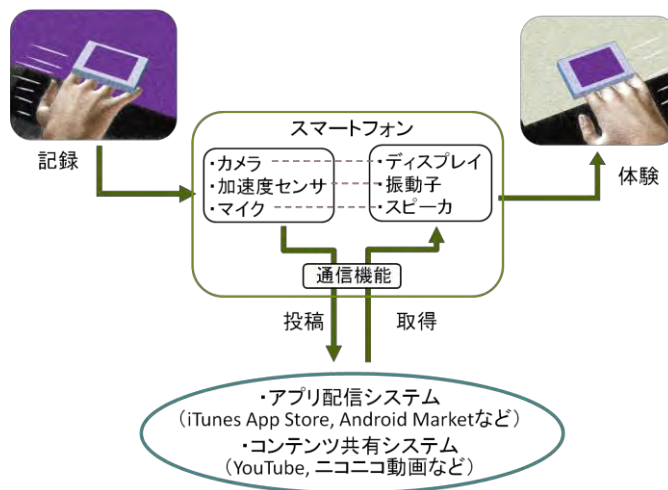 スマートフォン
記録
・カメラ
・加速度センサ
・マイク
・ディスプレイ
・振動子
・スピーカ
体験
通信機能
投稿
取得
・アプリ配信システム
（iTunes App Store, Android Marketなど）
・コンテンツ共有システム
（YouTube, ニコニコ動画など）